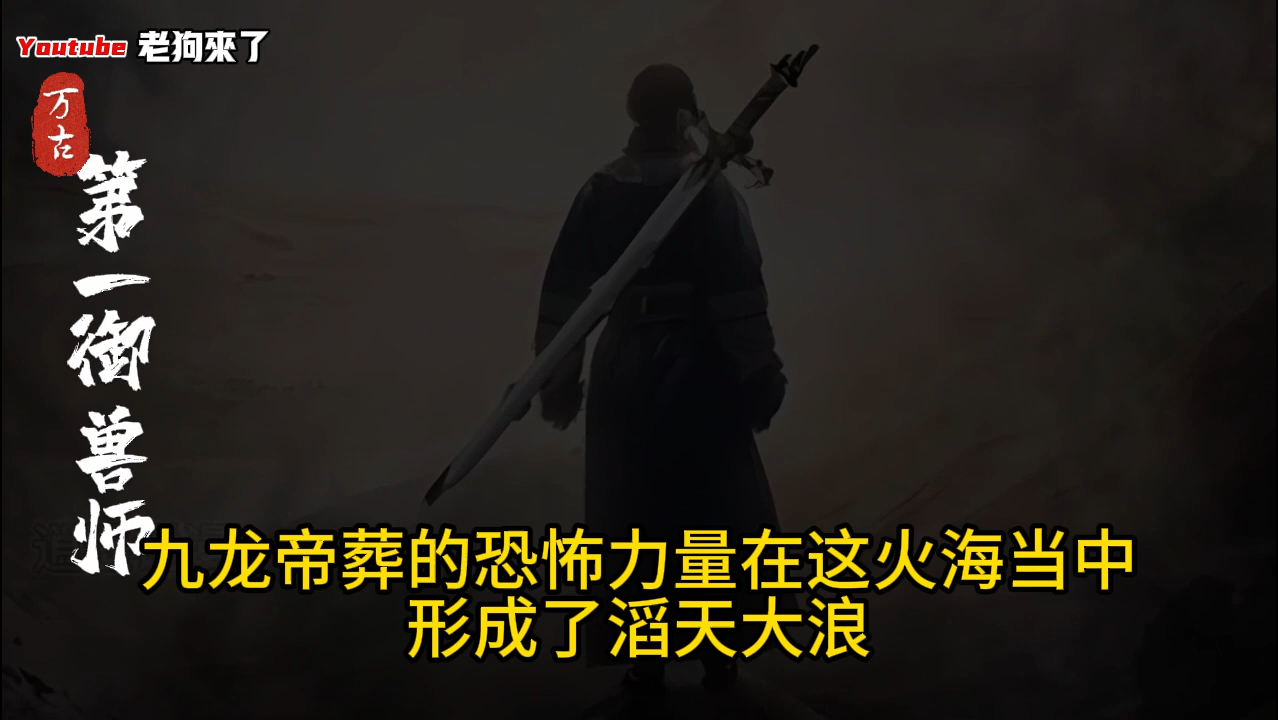 Youtube 老狗來了
万古
第一御兽师
九龙帝葬的恐怖力量在这火海当中
形成了滔天大浪